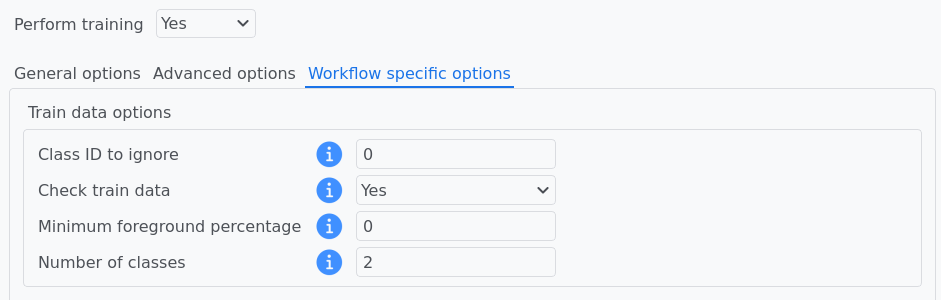 Perform training Yes
General options Advanced options Workflow specific options
Train data options
Class ID to ignore 0
Check train data Yes
Minimum foreground percentage 0
Number of classes 2